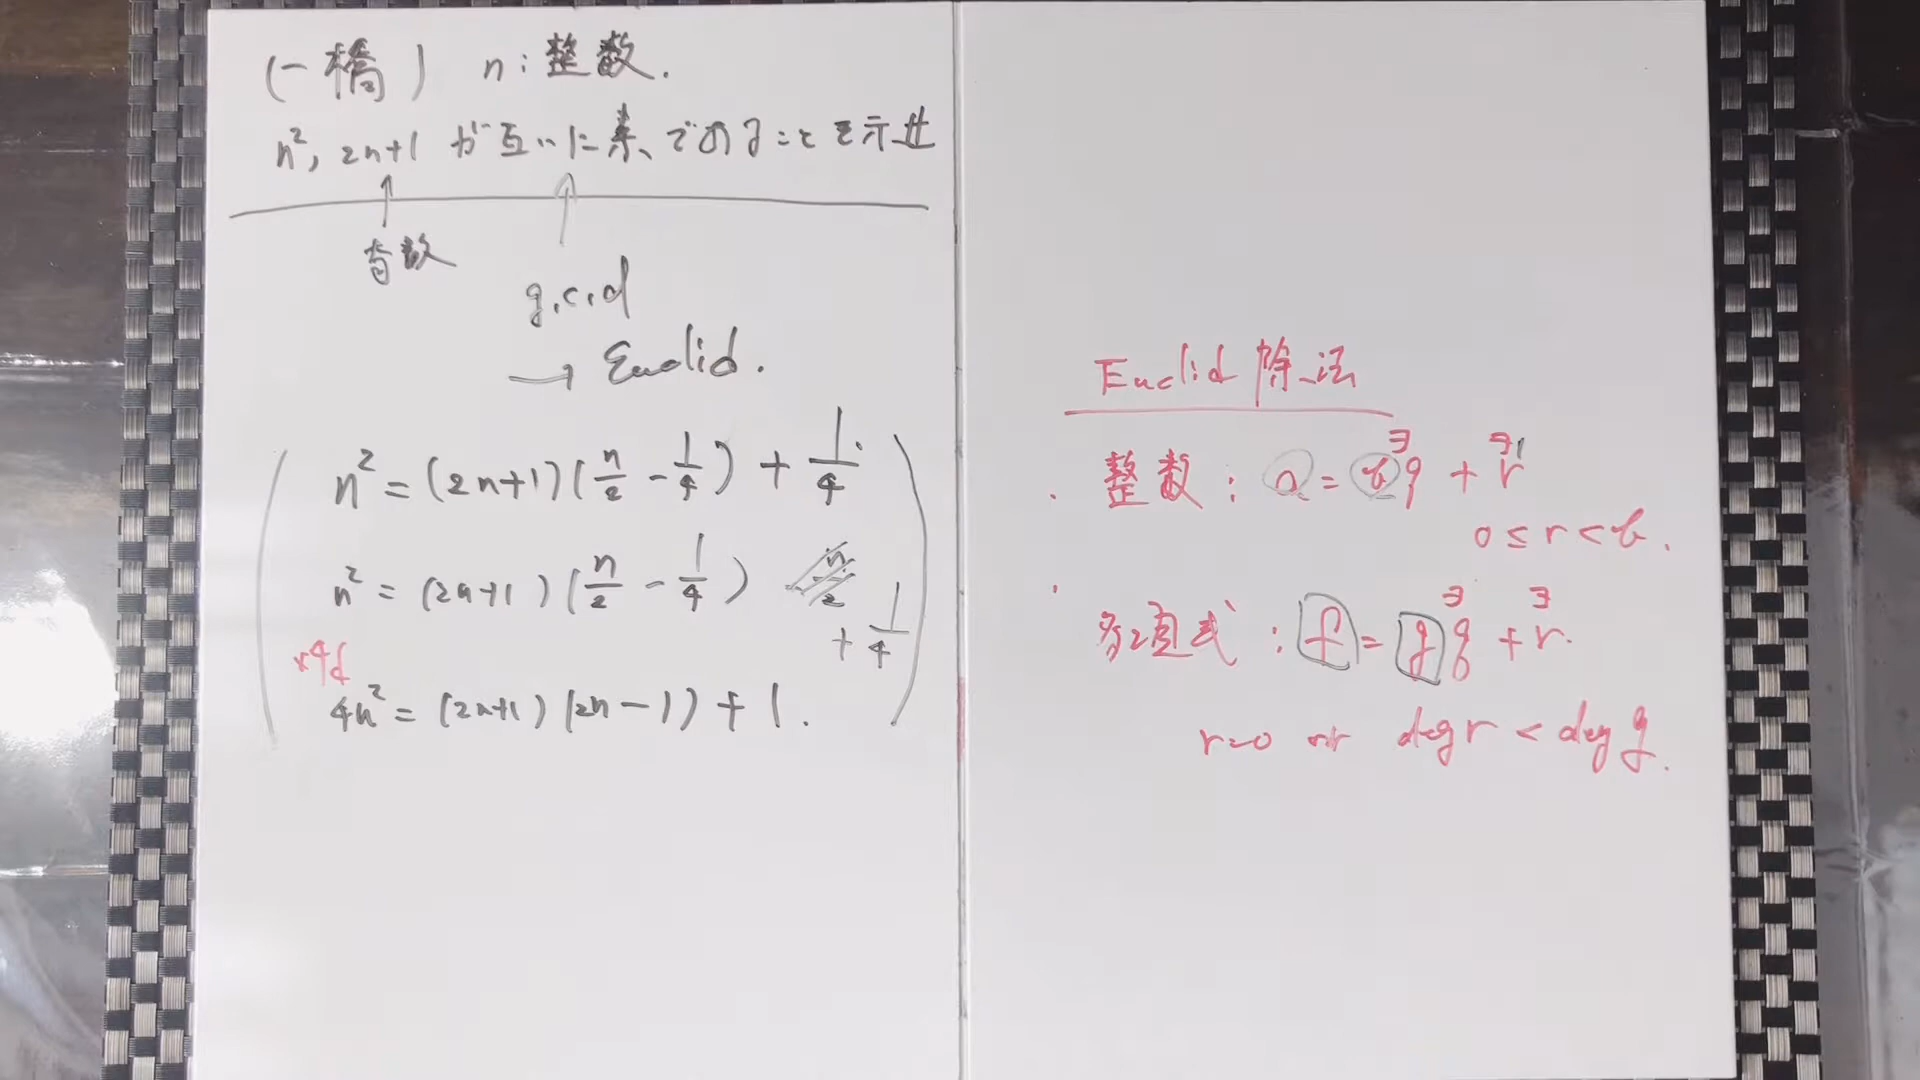 (一橋) n:整数.
n², 2n+1 が互いに素であることを示せ
↑ ↑
奇数
g.c.d
→ Euclid.
n² = (2n+1)(n/2 - 1/4) + 1/4.
n² = (2n+1)(n/2 - 1/4)
+ 1/4
×4d
4n² = (2n+1)(2n-1) + 1.
Euclid 除法
・整数 : a = b∃q + ∃r
0 ≤ r < b.
・多項式 : f = g∃q + ∃r.
r=0 or deg r < deg g.